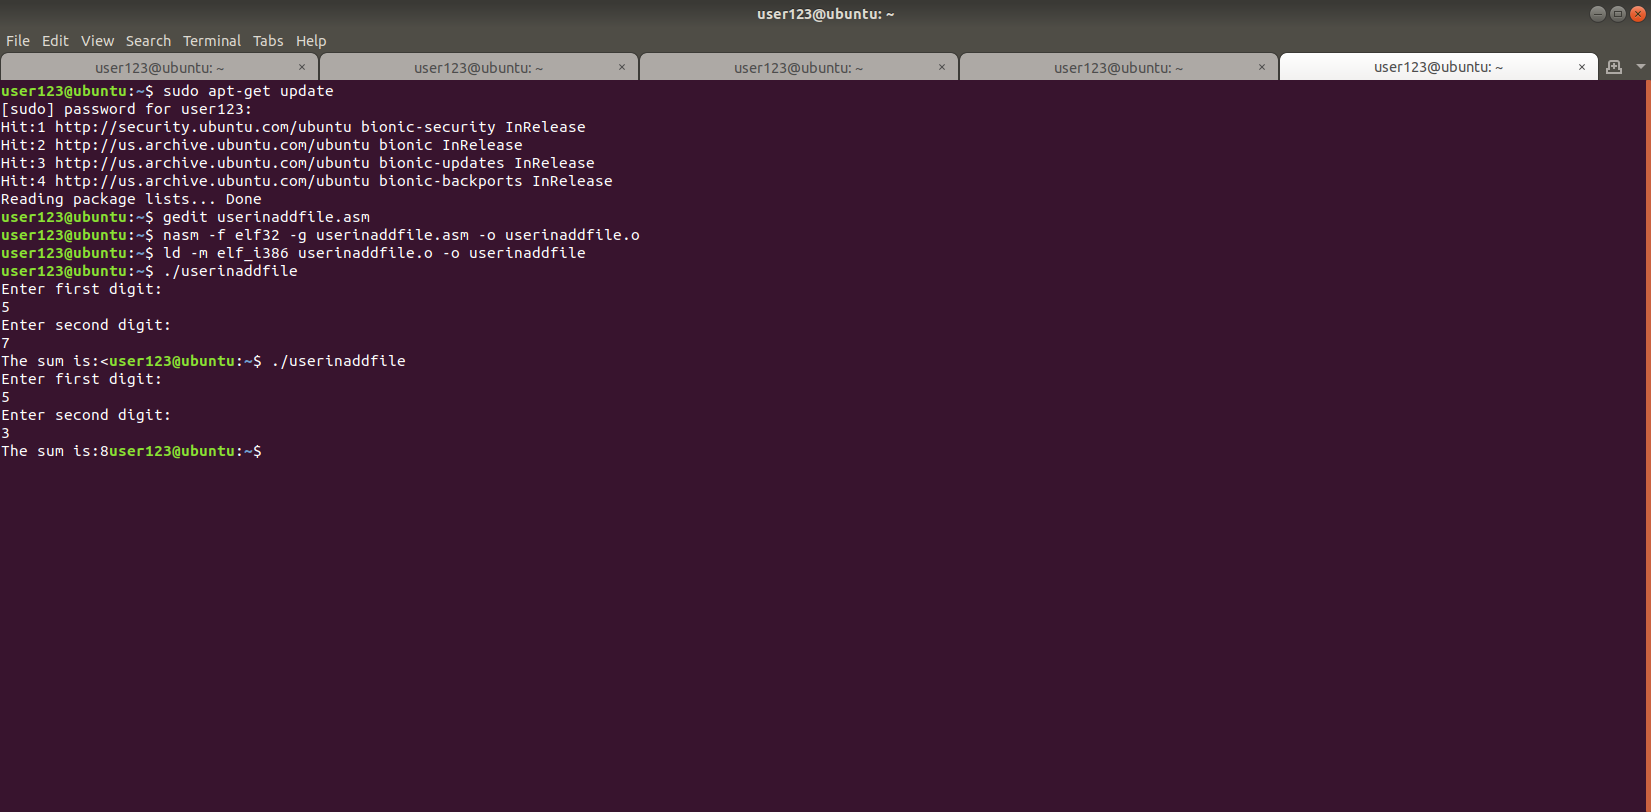 user123@ubuntu: ~
File Edit View Search Terminal Tabs Help
user123@ubuntu: ~ × user123@ubuntu: ~ × user123@ubuntu: ~ × user123@ubuntu: ~ × user123@ubuntu: ~ ×
user123@ubuntu:~$ sudo apt-get update
[sudo] password for user123:
Hit:1 http://security.ubuntu.com/ubuntu bionic-security InRelease
Hit:2 http://us.archive.ubuntu.com/ubuntu bionic InRelease
Hit:3 http://us.archive.ubuntu.com/ubuntu bionic-updates InRelease
Hit:4 http://us.archive.ubuntu.com/ubuntu bionic-backports InRelease
Reading package lists... Done
user123@ubuntu:~$ gedit userinaddfile.asm
user123@ubuntu:~$ nasm -f elf32 -g userinaddfile.asm -o userinaddfile.o
user123@ubuntu:~$ ld -m elf_i386 userinaddfile.o -o userinaddfile
user123@ubuntu:~$ ./userinaddfile
Enter first digit:
5
Enter second digit:
7
The sum is:<user123@ubuntu:~$ ./userinaddfile
Enter first digit:
5
Enter second digit:
3
The sum is:8user123@ubuntu:~$